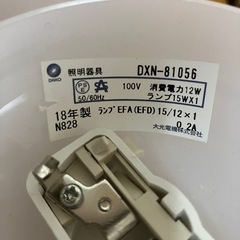 照明器具 DXN-81056
DAIKO
PS E
50/60Hz
100V 消費電力12W
ランプ15WX1
18年製 ランプEFA(EFD)15/12×1
N828 0.2A
大光電機株式会社